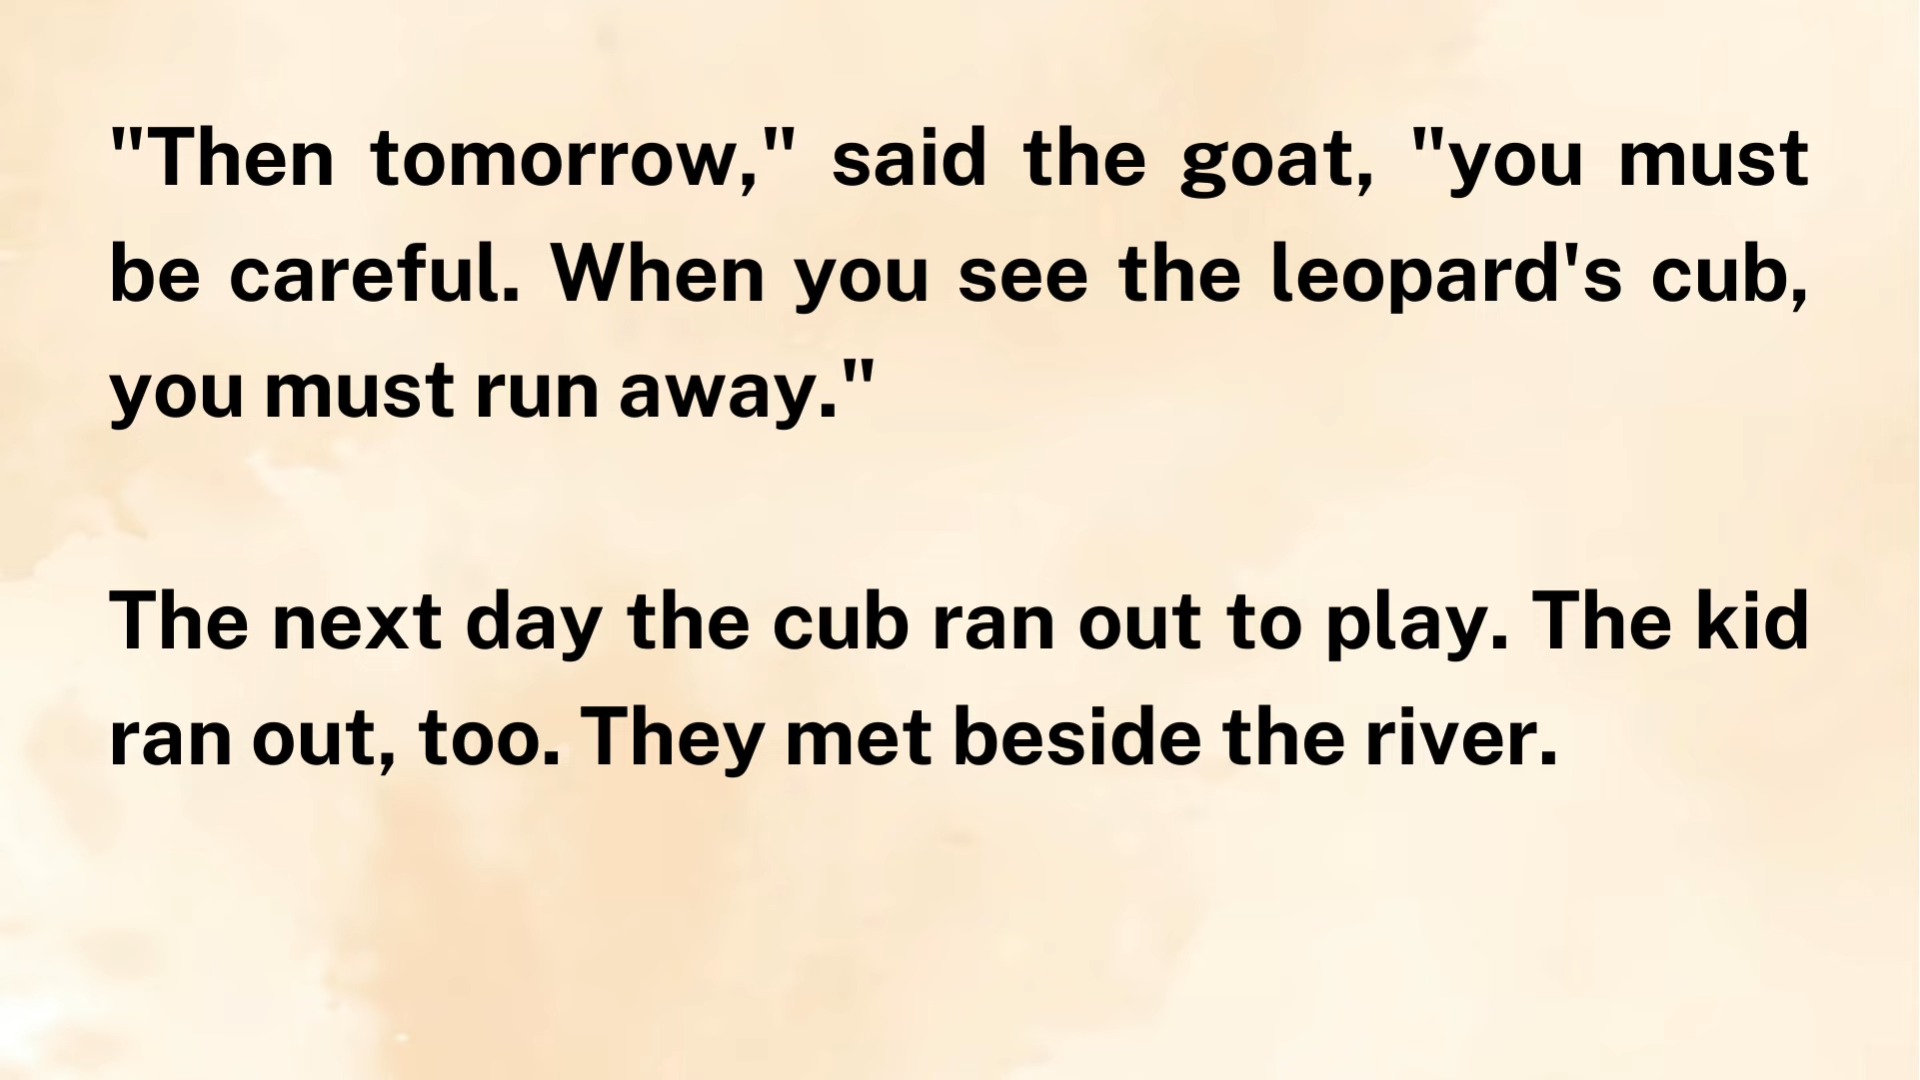 "Then tomorrow," said the goat, "you must
be careful. When you see the leopard's cub,
you must run away."
The next day the cub ran out to play. The kid
ran out, too. They met beside the river.